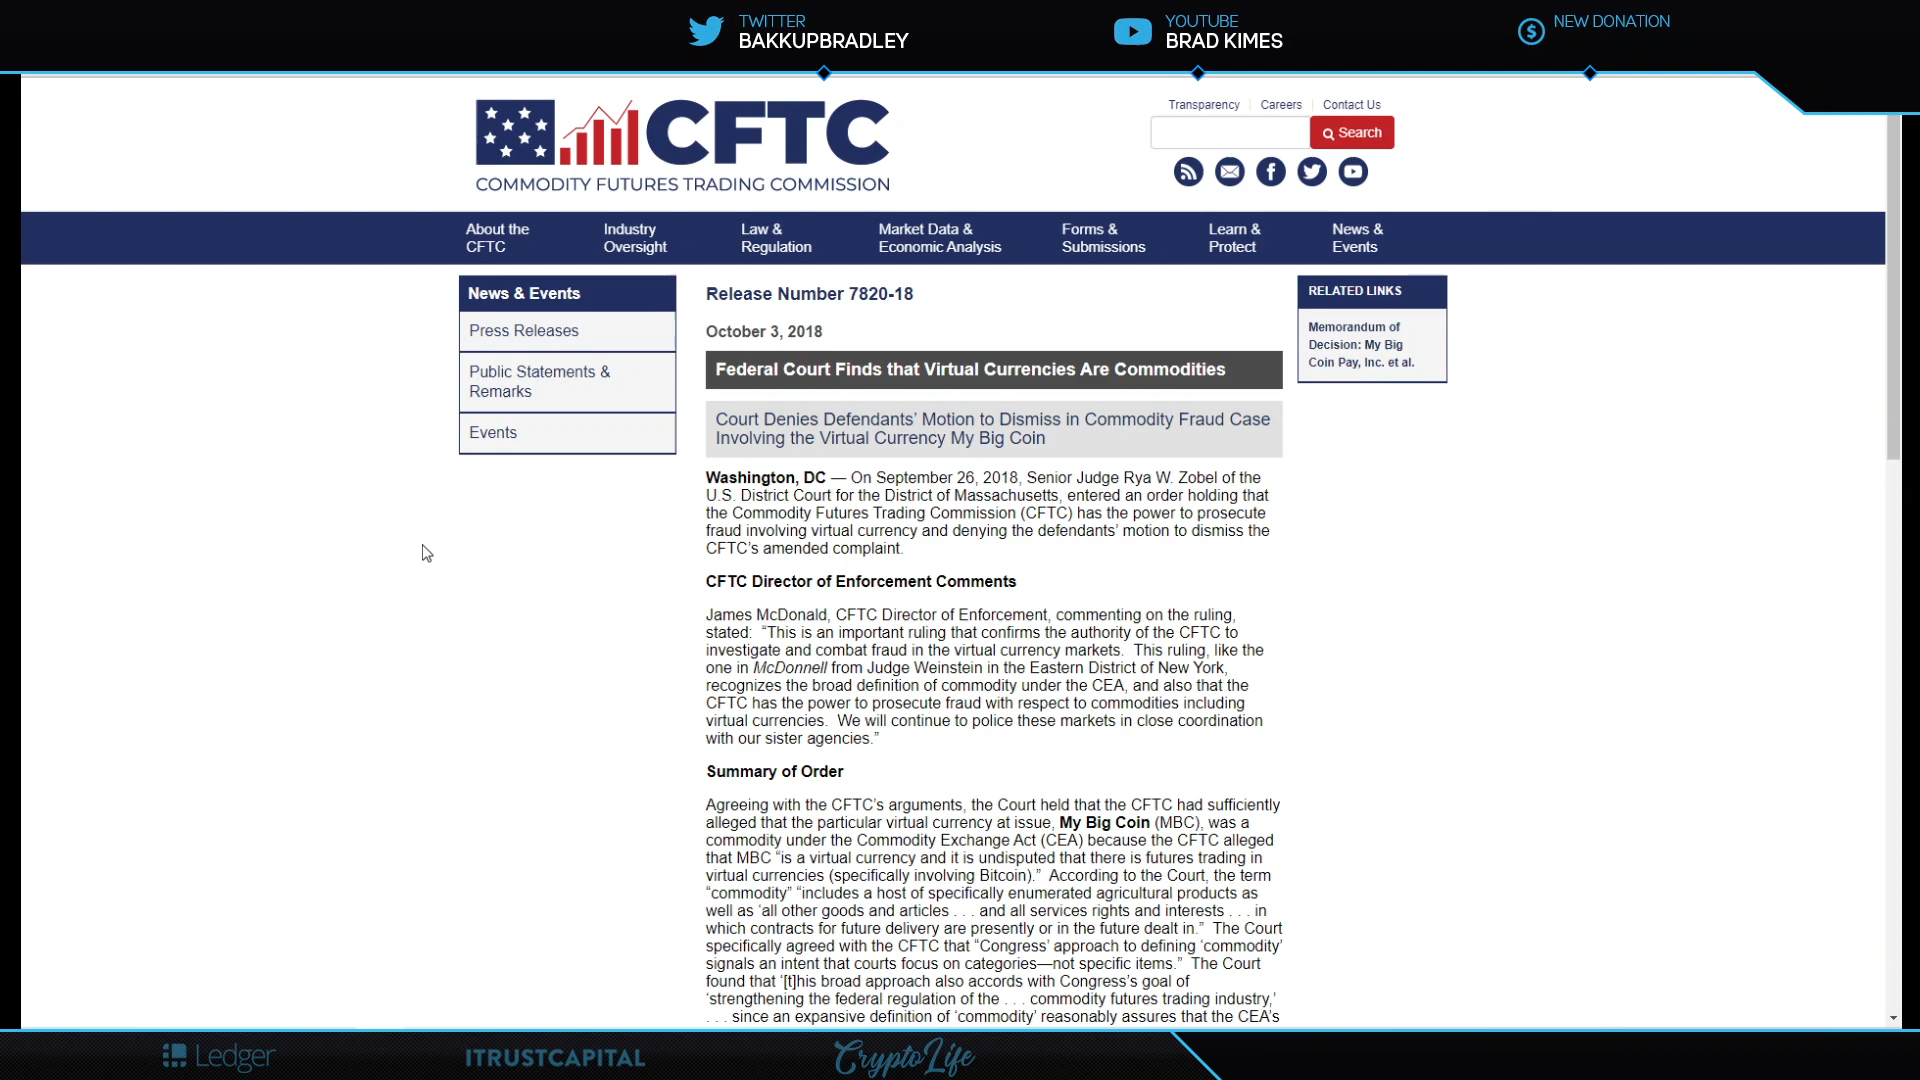 TWITTER
BAKKUPBRADLEY
YOUTUBE
BRAD KIMES
NEW DONATION
CFTC
COMMODITY FUTURES TRADING COMMISSION
Transparency
Careers
Contact Us
Search
About the
CFTC
Industry
Oversight
Law &
Regulation
Market Data &
Economic Analysis
Forms &
Submissions
Learn &
Protect
News &
Events
News & Events
Press Releases
Public Statements &
Remarks
Events
Release Number 7820-18
October 3, 2018
Federal Court Finds that Virtual Currencies Are Commodities
Court Denies Defendants’ Motion to Dismiss in Commodity Fraud Case
Involving the Virtual Currency My Big Coin
Washington, DC — On September 26, 2018, Senior Judge Rya W. Zobel of the
U.S. District Court for the District of Massachusetts, entered an order holding that
the Commodity Futures Trading Commission (CFTC) has the power to prosecute
fraud involving virtual currency and denying the defendants’ motion to dismiss the
CFTC’s amended complaint.
CFTC Director of Enforcement Comments
James McDonald, CFTC Director of Enforcement, commenting on the ruling,
stated:  “This is an important ruling that confirms the authority of the CFTC to
investigate and combat fraud in the virtual currency markets.  This ruling, like the
one in McDonnell from Judge Weinstein in the Eastern District of New York,
recognizes the broad definition of commodity under the CEA, and also that the
CFTC has the power to prosecute fraud with respect to commodities including
virtual currencies.  We will continue to police these markets in close coordination
with our sister agencies.”
Summary of Order
Agreeing with the CFTC’s arguments, the Court held that the CFTC had sufficiently
alleged that the particular virtual currency at issue, My Big Coin (MBC), was a
commodity under the Commodity Exchange Act (CEA) because the CFTC alleged
that MBC “is a virtual currency and it is undisputed that there is futures trading in
virtual currencies (specifically involving Bitcoin).”  According to the Court, the term
“commodity” “includes a host of specifically enumerated agricultural products as
well as ‘all other goods and articles . . . and all services rights and interests . . . in
which contracts for future delivery are presently or in the future dealt in.”  The Court
specifically agreed with the CFTC that “Congress’ approach to defining ‘commodity’
signals an intent that courts focus on categories—not specific items.”  The Court
found that ‘[t]his broad approach also accords with Congress’s goal of
‘strengthening the federal regulation of the . . . commodity futures trading industry,’
. . . since an expansive definition of ‘commodity’ reasonably assures that the CEA’s
RELATED LINKS
Memorandum of
Decision: My Big
Coin Pay, Inc. et al.
Ledger
ITRUSTCAPITAL
CryptoLife